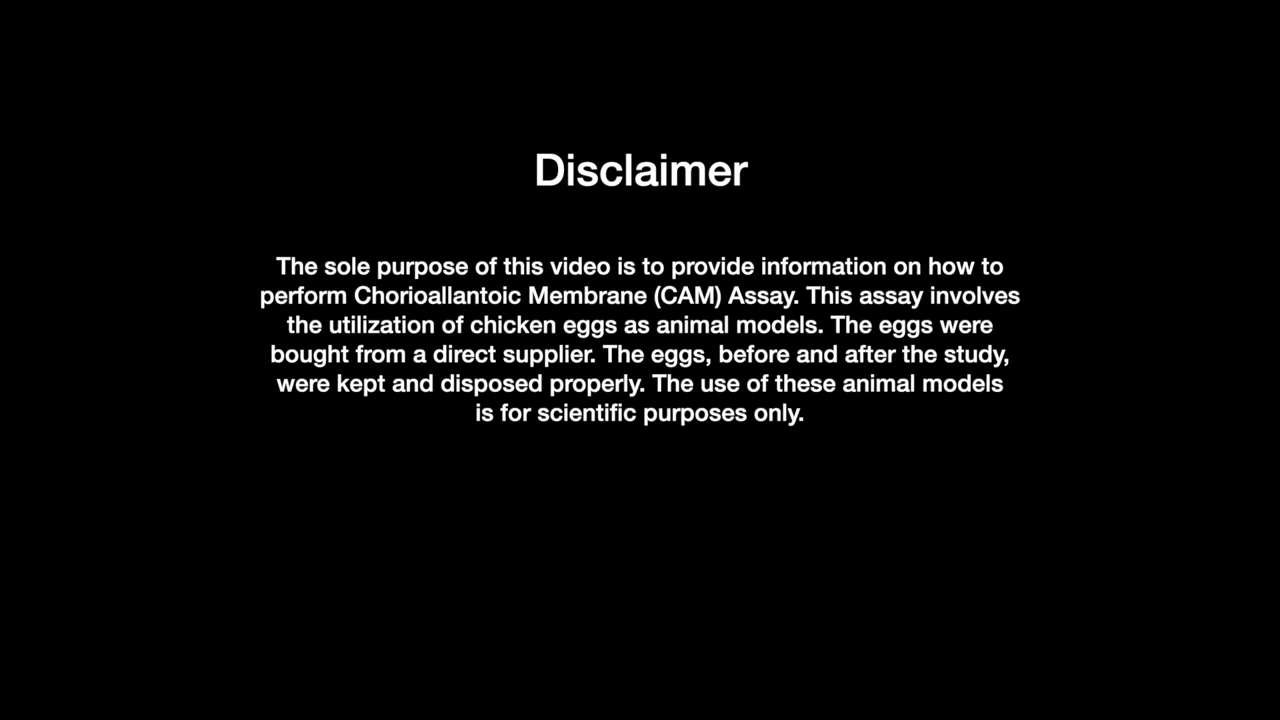 Disclaimer
The sole purpose of this video is to provide information on how to
perform Chorioallantoic Membrane (CAM) Assay. This assay involves
the utilization of chicken eggs as animal models. The eggs were
bought from a direct supplier. The eggs, before and after the study,
were kept and disposed properly. The use of these animal models
is for scientific purposes only.